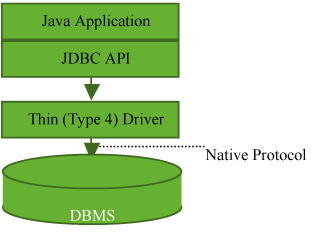 Java Application
JDBC API
Thin (Type 4) Driver
Native Protocol
DBMS